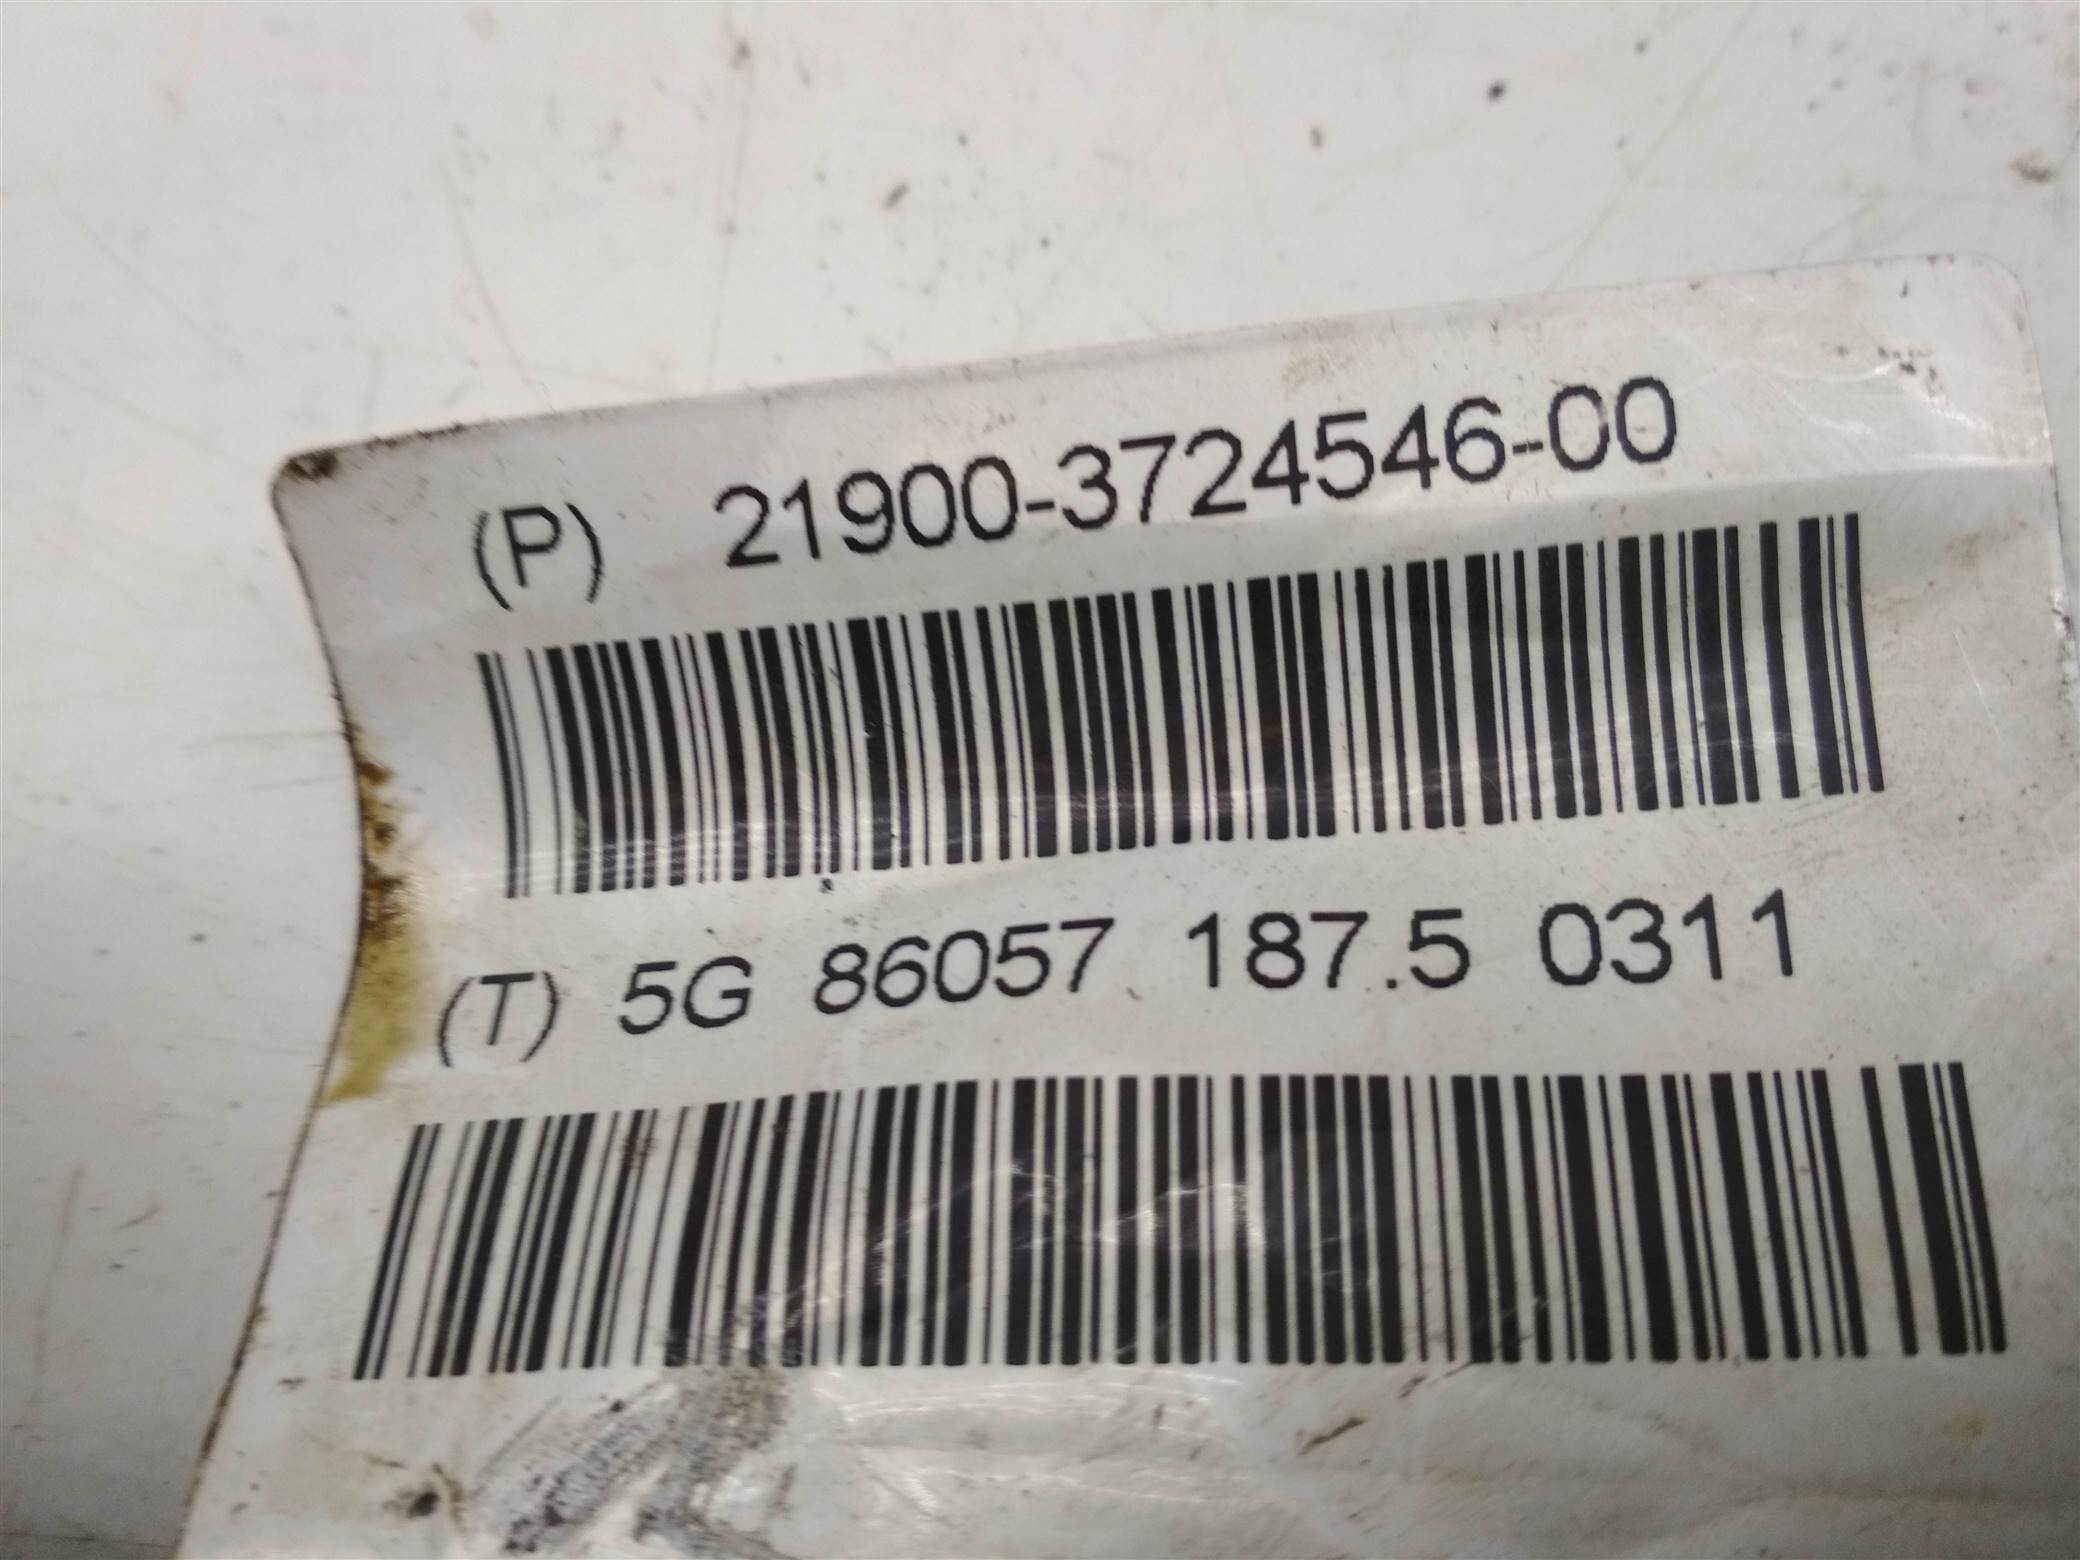 (P) 21900-3724546-00
(T) 5G 86057 187.5 0311